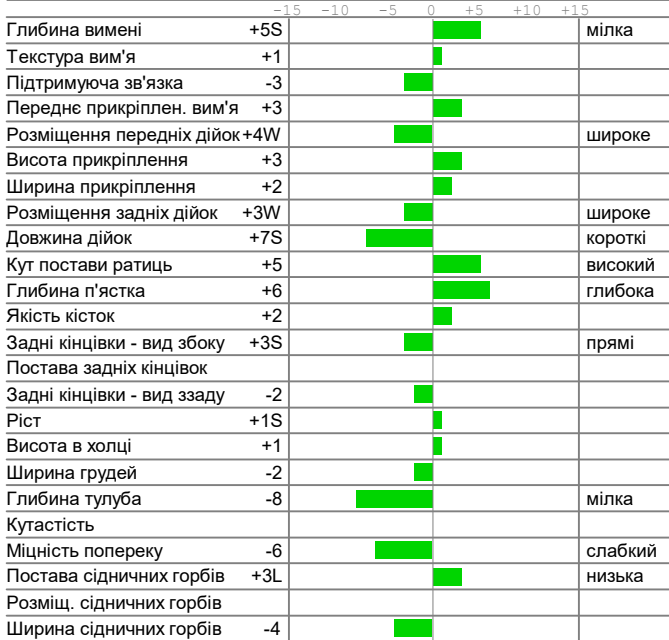 -15 -10 -5 0 +5 +10 +15
Глибина вимені +5S мілка
Текстура вим'я +1
Підтримуюча зв'язка -3
Переднє прикріплен. вим'я +3
Розміщення передніх дійок +4W широке
Висота прикріплення +3
Ширина прикріплення +2
Розміщення задніх дійок +3W широке
Довжина дійок +7S короткі
Кут постави ратиць +5 високий
Глибина п'ястка +6 глибока
Якість кісток +2
Задні кінцівки - вид збоку +3S прямі
Постава задніх кінцівок
Задні кінцівки - вид ззаду -2
Ріст +1S
Висота в холці +1
Ширина грудей -2
Глибина тулуба -8 мілка
Кутастість
Міцність попереку -6 слабкий
Постава сідничних горбів +3L низька
Розміщ. сідничних горбів
Ширина сідничних горбів -4